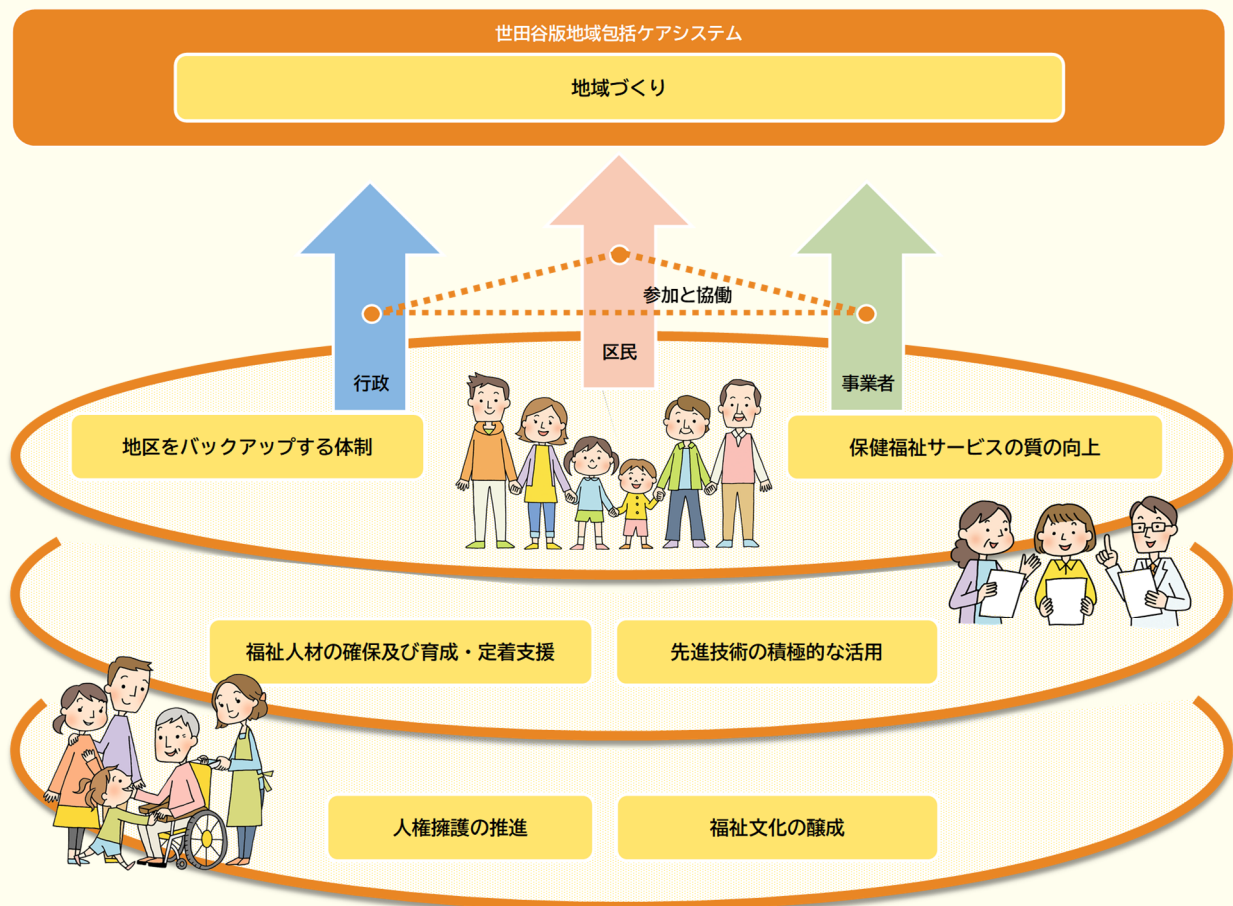 世田谷版地域包括ケアシステム
地域づくり
参加と協働
区民
行政
事業者
地区をバックアップする体制
保健福祉サービスの質の向上
福祉人材の確保及び育成・定着支援
先進技術の積極的な活用
人権擁護の推進
福祉文化の醸成